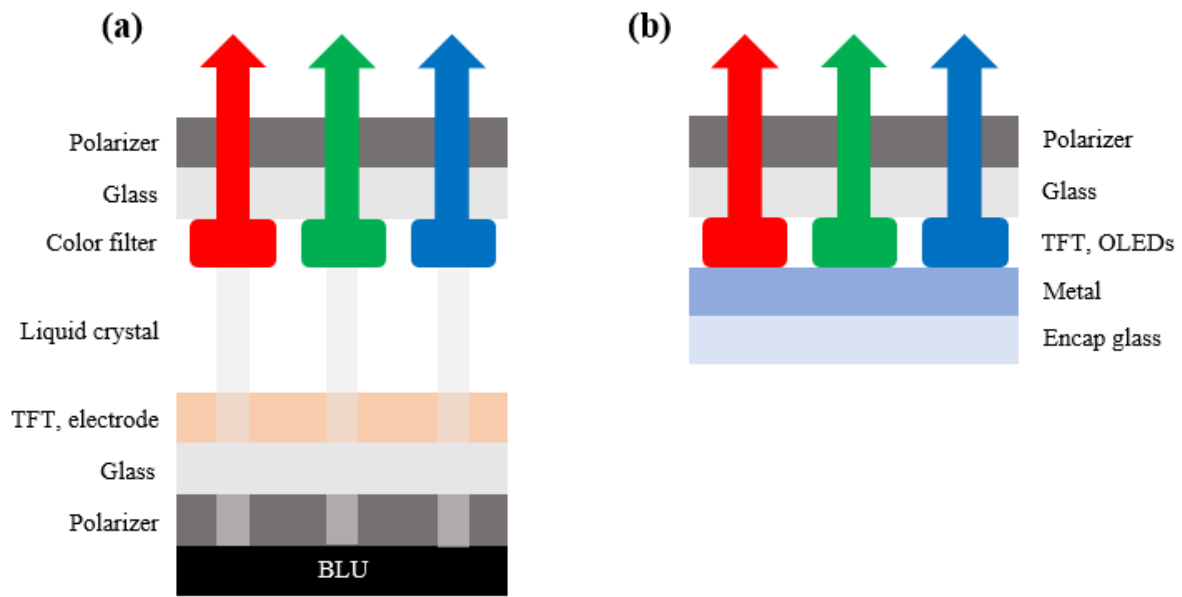 (a)
Polarizer
Glass
Color filter
Liquid crystal
TFT, electrode
Glass
Polarizer
BLU
(b)
Polarizer
Glass
TFT, OLEDs
Metal
Encap glass